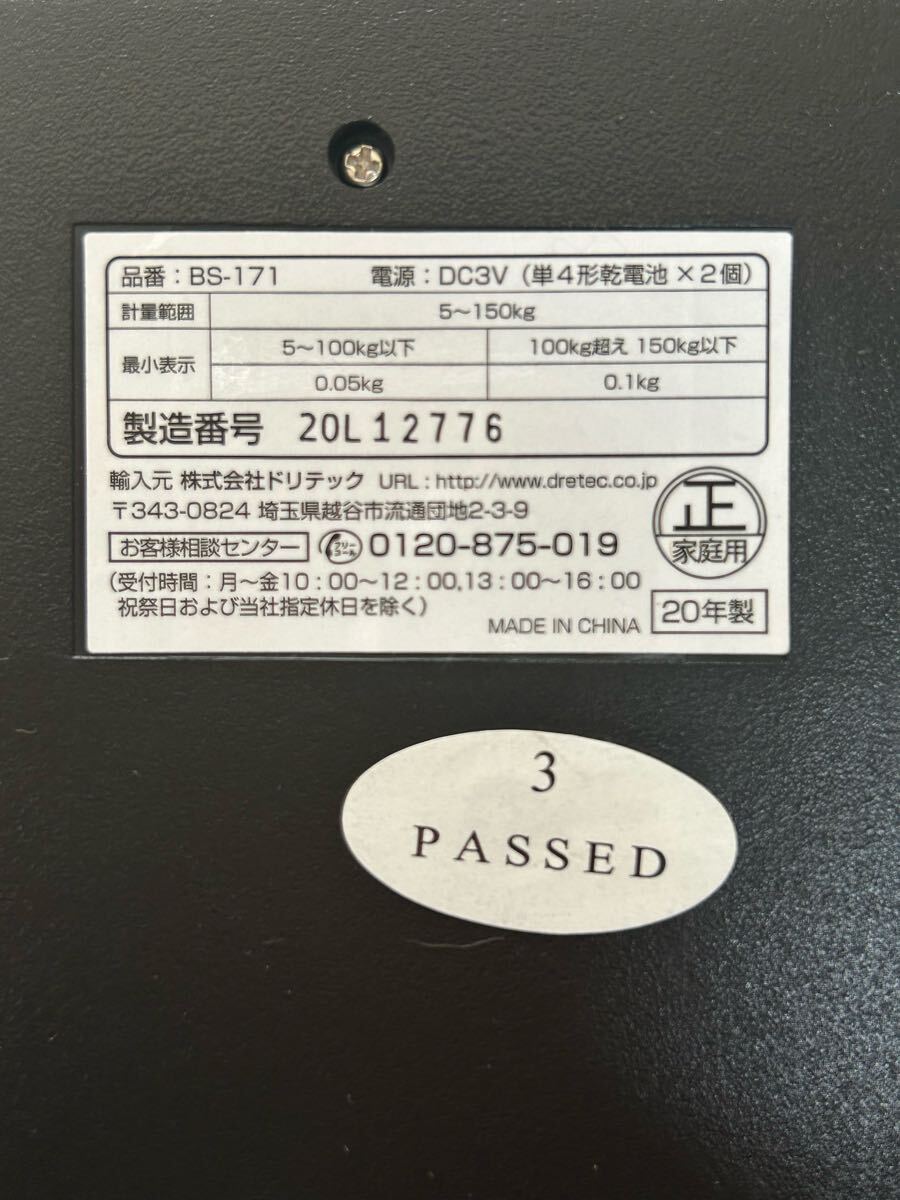 品番：BS-171 電源：DC3V（単4形乾電池×2個）
計量範囲 5〜150kg
最小表示 5〜100kg以下 100kg超え 150kg以下
0.05kg 0.1kg
製造番号 20L12776
輸入元 株式会社ドリテック URL：http://www.dretec.co.jp
〒343-0824 埼玉県越谷市流通団地2-3-9
お客様相談センター フリーコール 0120-875-019
（受付時間：月〜金10：00〜12：00,13：00〜16：00
祝祭日および当社指定休日を除く）
正
家庭用
MADE IN CHINA 20年製
3
PASSED